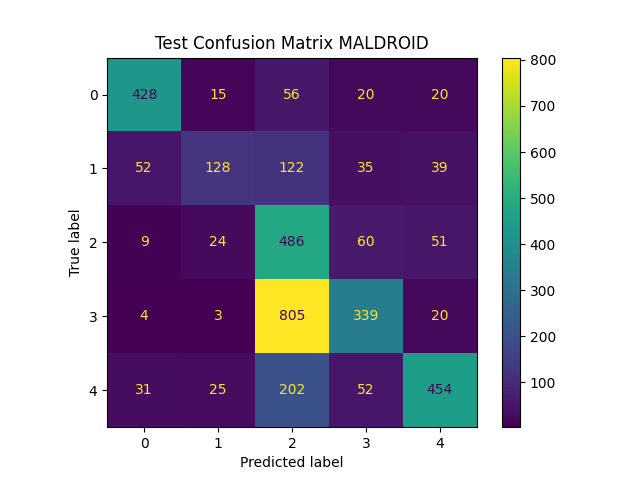 Test Confusion Matrix MALDROID
800
0 428 15 56 20 20
700
1 52 128 122 35 39
600
500
2 9 24 486 60 51
400
300
3 4 3 805 339 20
200
4 31 25 202 52 454
100
0 1 2 3 4
Predicted label
True label